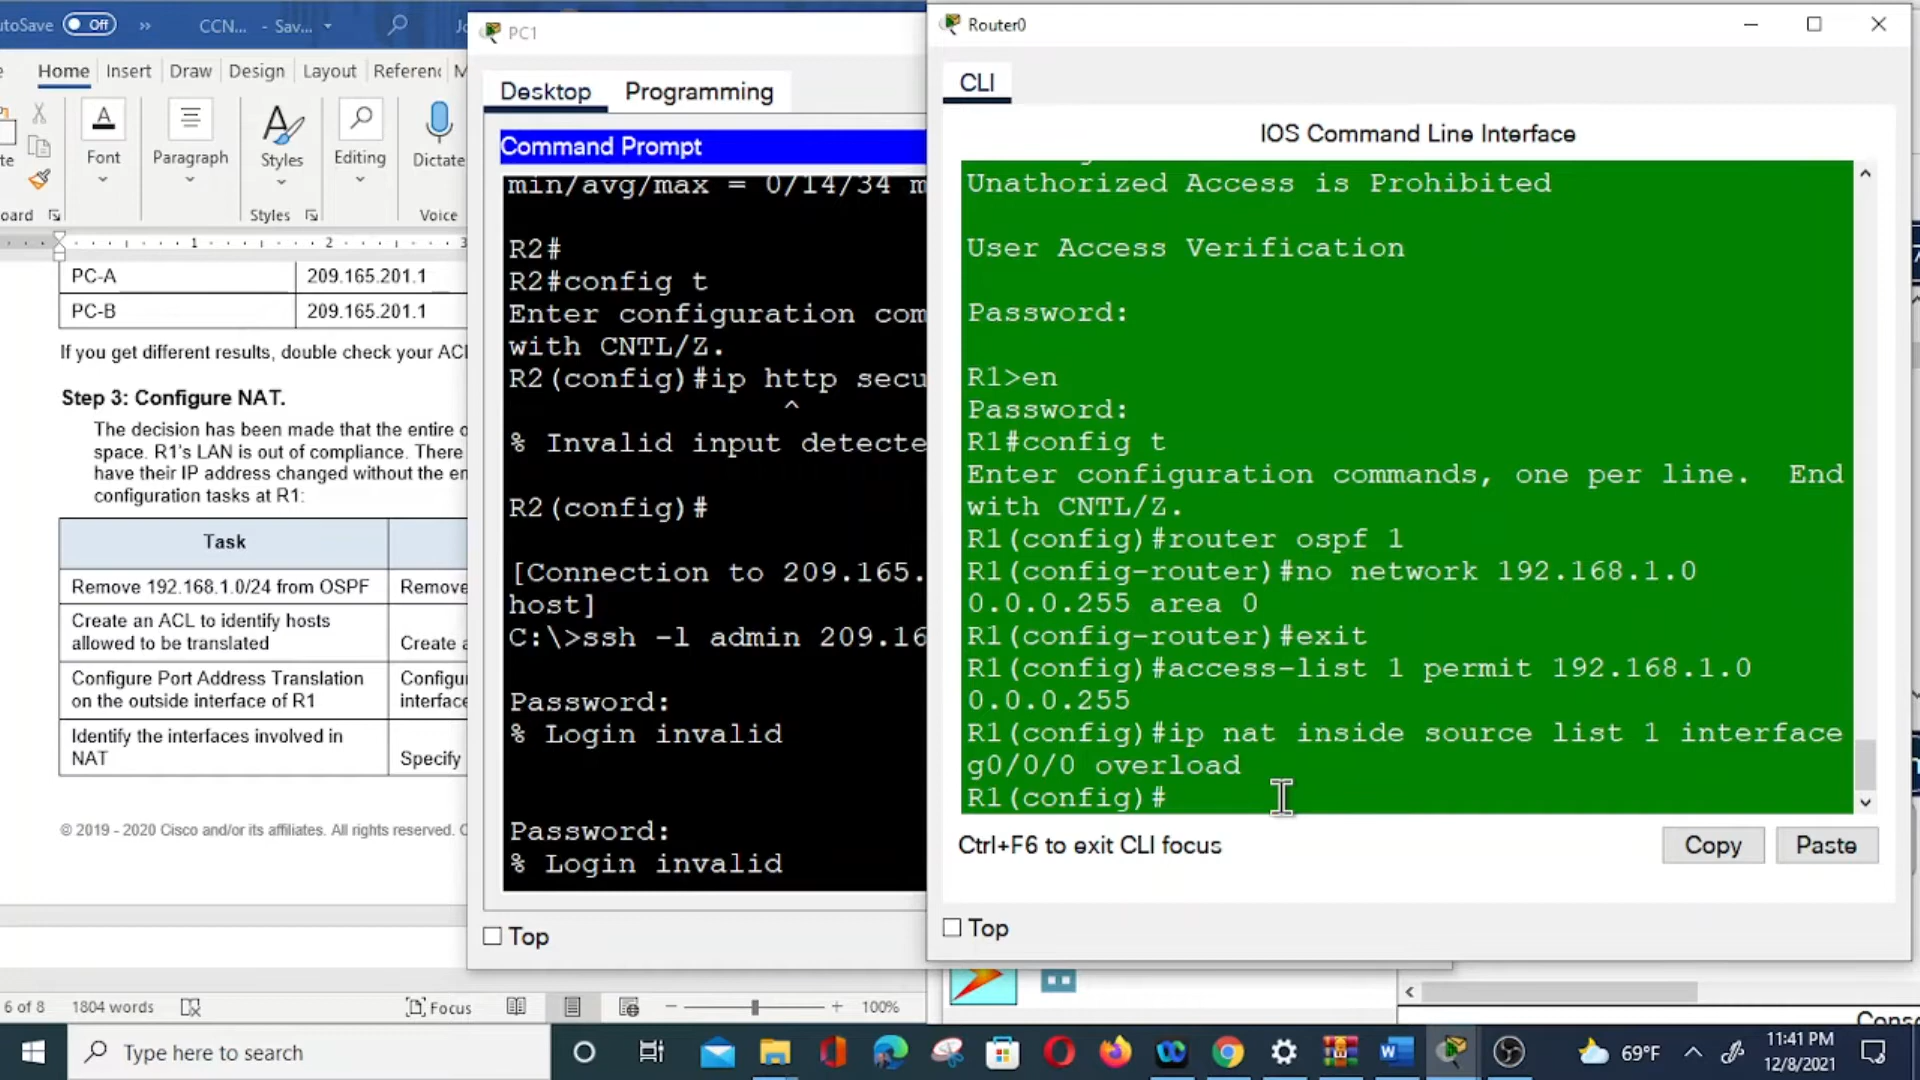 utoSave Off » CCN... - Sav...
Home Insert Draw Design Layout Referenc M
Font Paragraph Styles Editing Dictate
oard Styles Voice
1 2 3
PC-A 209.165.201.1
PC-B 209.165.201.1
If you get different results, double check your ACL
Step 3: Configure NAT.
The decision has been made that the entire
space. R1's LAN is out of compliance. There
have their IP address changed without the en
configuration tasks at R1:
Task
Remove 192.168.1.0/24 from OSPF Remove
Create an ACL to identify hosts
allowed to be translated Create a
Configure Port Address Translation Configu
on the outside interface of R1 interface
Identify the interfaces involved in
NAT Specify
© 2019 - 2020 Cisco and/or its affiliates. All rights reserved. C
6 of 8 1804 words Focus 100%
PC1
Desktop Programming
Command Prompt
min/avg/max = 0/14/34 m
R2#
R2#config t
Enter configuration com
with CNTL/Z.
R2(config)#ip http secu
^
% Invalid input detecte
R2(config)#
[Connection to 209.165.
host]
C:\>ssh -l admin 209.16
Password:
% Login invalid
Password:
% Login invalid
Top
Router0
CLI
IOS Command Line Interface
Unathorized Access is Prohibited
User Access Verification
Password:
R1>en
Password:
R1#config t
Enter configuration commands, one per line. End
with CNTL/Z.
R1(config)#router ospf 1
R1(config-router)#no network 192.168.1.0
0.0.0.255 area 0
R1(config-router)#exit
R1(config)#access-list 1 permit 192.168.1.0
0.0.0.255
R1(config)#ip nat inside source list 1 interface
g0/0/0 overload
R1(config)#
Ctrl+F6 to exit CLI focus
Copy Paste
Top
Type here to search
69°F
11:41 PM
12/8/2021